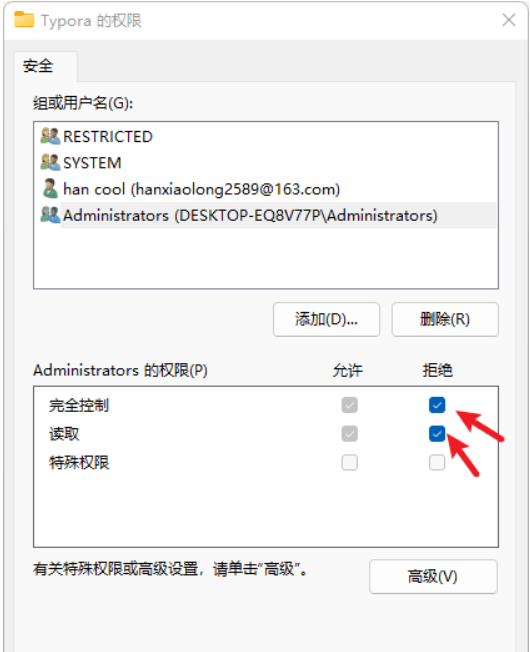 Typora 的权限
安全
组或用户名(G):
RESTRICTED
SYSTEM
han cool (hanxiaolong2589@163.com)
Administrators (DESKTOP-EQ8V77P\Administrators)
添加(D)... 删除(R)
Administrators 的权限(P) 允许 拒绝
完全控制
读取
特殊权限
有关特殊权限或高级设置，请单击“高级”。
高级(V)